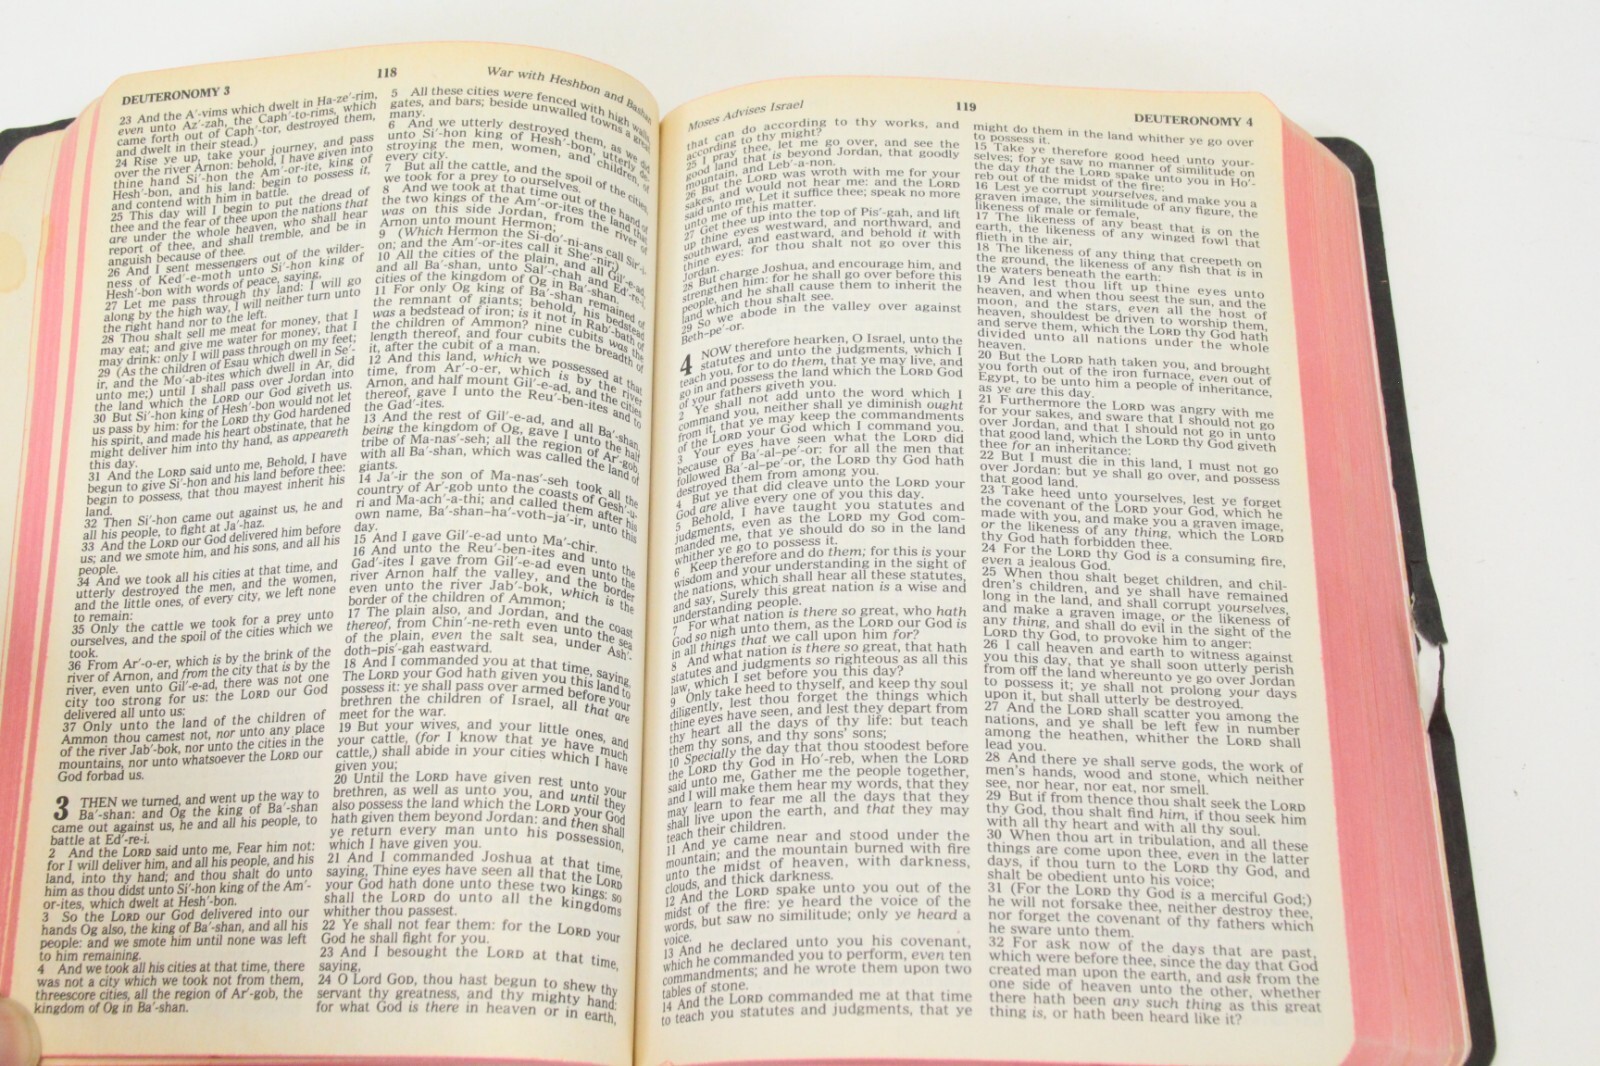 DEUTERONOMY 3
118
War with Heshbon and Bashan
23 And the A′-vims which dwelt in Ha-ze′-rim,
even unto Az′-zah, the Caph′-to-rims, which
came forth out of Caph′-tor, destroyed them,
and dwelt in their stead.)
24 Rise ye up, take your journey, and pass
over the river Arnon: behold, I have given into
thine hand Si′-hon the Am′-or-ite, king of
Hesh′-bon, and his land: begin to possess it,
and contend with him in battle.
25 This day will I begin to put the dread of
thee and the fear of thee upon the nations that
are under the whole heaven, who shall hear
report of thee, and shall tremble, and be in
anguish because of thee.
26 And I sent messengers out of the wilder-
ness of Ked′-e-moth unto Si′-hon king of
Hesh′-bon with words of peace, saying,
27 Let me pass through thy land: I will go
along by the high way, I will neither turn unto
the right hand nor to the left.
28 Thou shalt sell me meat for money, that I
may eat; and give me water for money, that I
may drink: only I will pass through on my feet;
29 (As the children of Esau which dwell in Se′-
ir, and the Mo′-ab-ites which dwell in Ar, did
unto me;) until I shall pass over Jordan into
the land which the LORD our God giveth us.
30 But Si′-hon king of Hesh′-bon would not let
us pass by him: for the LORD thy God hardened
his spirit, and made his heart obstinate, that he
might deliver him into thy hand, as appeareth
this day.
31 And the LORD said unto me, Behold, I have
begun to give Si′-hon and his land before thee:
begin to possess, that thou mayest inherit his
land.
32 Then Si′-hon came out against us, he and
all his people, to fight at Ja′-haz.
33 And the LORD our God delivered him before
us; and we smote him, and his sons, and all his
people.
34 And we took all his cities at that time, and
utterly destroyed the men, and the women,
and the little ones, of every city, we left none
to remain:
35 Only the cattle we took for a prey unto
ourselves, and the spoil of the cities which we
took.
36 From Ar′-o-er, which is by the brink of the
river of Arnon, and from the city that is by the
river, even unto Gil′-e-ad, there was not one
city too strong for us: the LORD our God
delivered all unto us:
37 Only unto the land of the children of
Ammon thou camest not, nor unto any place
of the river Jab′-bok, nor unto the cities in the
mountains, nor unto whatsoever the LORD our
God forbad us.
3 THEN we turned, and went up the way to
Ba′-shan: and Og the king of Ba′-shan
came out against us, he and all his people, to
battle at Ed′-re-i.
2 And the LORD said unto me, Fear him not:
for I will deliver him, and all his people, and his
land, into thy hand; and thou shalt do unto
him as thou didst unto Si′-hon king of the Am′-
or-ites, which dwelt at Hesh′-bon.
3 So the LORD our God delivered into our
hands Og also, the king of Ba′-shan, and all his
people: and we smote him until none was left
to him remaining.
4 And we took all his cities at that time, there
was not a city which we took not from them,
threescore cities, all the region of Ar′-gob, the
kingdom of Og in Ba′-shan.
5 All these cities were fenced with high walls,
gates, and bars; beside unwalled towns a great
many.
6 And we utterly destroyed them, as we did
unto Si′-hon king of Hesh′-bon, utterly de-
stroying the men, women, and children, of
every city.
7 But all the cattle, and the spoil of the cities,
we took for a prey to ourselves.
8 And we took at that time out of the hand of
the two kings of the Am′-or-ites the land that
was on this side Jordan, from the river of
Arnon unto mount Hermon;
9 (Which Hermon the Si-do′-ni-ans call Sir′-i-
on; and the Am′-or-ites call it She′-nir;)
10 All the cities of the plain, and all Gil′-e-ad,
and all Ba′-shan, unto Sal′-chah and Ed′-re-i,
cities of the kingdom of Og in Ba′-shan.
11 For only Og king of Ba′-shan remained of
the remnant of giants; behold, his bedstead
was a bedstead of iron; is it not in Rab′-bath of
the children of Ammon? nine cubits was the
length thereof, and four cubits the breadth of
it, after the cubit of a man.
12 And this land, which we possessed at that
time, from Ar′-o-er, which is by the river
Arnon, and half mount Gil′-e-ad, and the cities
thereof, gave I unto the Reu′-ben-ites and to
the Gad′-ites.
13 And the rest of Gil′-e-ad, and all Ba′-shan,
being the kingdom of Og, gave I unto the half
tribe of Ma-nas′-seh; all the region of Ar′-gob,
with all Ba′-shan, which was called the land of
giants.
14 Ja′-ir the son of Ma-nas′-seh took all the
country of Ar′-gob unto the coasts of Gesh′-u-
ri and Ma-ach′-a-thi; and called them after his
own name, Ba′-shan-ha′-voth-ja′-ir, unto this
day.
15 And I gave Gil′-e-ad unto Ma′-chir.
16 And unto the Reu′-ben-ites and unto the
Gad′-ites I gave from Gil′-e-ad even unto the
river Arnon half the valley, and the border
even unto the river Jab′-bok, which is the
border of the children of Ammon;
17 The plain also, and Jordan, and the coast
thereof, from Chin′-ne-reth even unto the sea
of the plain, even the salt sea, under Ash′-
doth-pis′-gah eastward.
18 And I commanded you at that time, saying,
The LORD your God hath given you this land to
possess it: ye shall pass over armed before your
brethren the children of Israel, all that are
meet for the war.
19 But your wives, and your little ones, and
your cattle, (for I know that ye have much
cattle,) shall abide in your cities which I have
given you;
20 Until the LORD have given rest unto your
brethren, as well as unto you, and until they
also possess the land which the LORD your God
hath given them beyond Jordan: and then shall
ye return every man unto his possession,
which I have given you.
21 And I commanded Joshua at that time,
saying, Thine eyes have seen all that the LORD
your God hath done unto these two kings: so
shall the LORD do unto all the kingdoms
whither thou passest.
22 Ye shall not fear them: for the LORD your
God he shall fight for you.
23 And I besought the LORD at that time,
saying,
24 O Lord GOD, thou hast begun to shew thy
servant thy greatness, and thy mighty hand:
for what God is there in heaven or in earth,
Moses Advises Israel
119
DEUTERONOMY 4
that can do according to thy works, and
according to thy might?
25 I pray thee, let me go over, and see the
good land that is beyond Jordan, that goodly
mountain, and Leb′-a-non.
26 But the LORD was wroth with me for your
sakes, and would not hear me: and the LORD
said unto me, Let it suffice thee; speak no more
unto me of this matter.
27 Get thee up into the top of Pis′-gah, and lift
up thine eyes westward, and northward, and
southward, and eastward, and behold it with
thine eyes: for thou shalt not go over this
Jordan.
28 But charge Joshua, and encourage him, and
strengthen him: for he shall go over before this
people, and he shall cause them to inherit the
land which thou shalt see.
29 So we abode in the valley over against
Beth-pe′-or.
4 NOW therefore hearken, O Israel, unto the
statutes and unto the judgments, which I
teach you, for to do them, that ye may live, and
go in and possess the land which the LORD God
of your fathers giveth you.
2 Ye shall not add unto the word which I
command you, neither shall ye diminish ought
from it, that ye may keep the commandments
of the LORD your God which I command you.
3 Your eyes have seen what the LORD did
because of Ba′-al-pe′-or: for all the men that
followed Ba′-al-pe′-or, the LORD thy God hath
destroyed them from among you.
4 But ye that did cleave unto the LORD your
God are alive every one of you this day.
5 Behold, I have taught you statutes and
judgments, even as the LORD my God com-
manded me, that ye should do so in the land
whither ye go to possess it.
6 Keep therefore and do them; for this is your
wisdom and your understanding in the sight of
the nations, which shall hear all these statutes,
and say, Surely this great nation is a wise and
understanding people.
7 For what nation is there so great, who hath
God so nigh unto them, as the LORD our God is
in all things that we call upon him for?
8 And what nation is there so great, that hath
statutes and judgments so righteous as all this
law, which I set before you this day?
9 Only take heed to thyself, and keep thy soul
diligently, lest thou forget the things which
thine eyes have seen, and lest they depart from
thy heart all the days of thy life: but teach
them thy sons, and thy sons′ sons;
10 Specially the day that thou stoodest before
the LORD thy God in Ho′-reb, when the LORD
said unto me, Gather me the people together,
and I will make them hear my words, that they
may learn to fear me all the days that they
shall live upon the earth, and that they may
teach their children.
11 And ye came near and stood under the
mountain; and the mountain burned with fire
unto the midst of heaven, with darkness,
clouds, and thick darkness.
12 And the LORD spake unto you out of the
midst of the fire: ye heard the voice of the
words, but saw no similitude; only ye heard a
voice.
13 And he declared unto you his covenant,
which he commanded you to perform, even ten
commandments; and he wrote them upon two
tables of stone.
14 And the LORD commanded me at that time
to teach you statutes and judgments, that ye
might do them in the land whither ye go over
to possess it.
15 Take ye therefore good heed unto your-
selves; for ye saw no manner of similitude on
the day that the LORD spake unto you in Ho′-
reb out of the midst of the fire:
16 Lest ye corrupt yourselves, and make you a
graven image, the similitude of any figure, the
likeness of male or female,
17 The likeness of any beast that is on the
earth, the likeness of any winged fowl that
flieth in the air,
18 The likeness of any thing that creepeth on
the ground, the likeness of any fish that is in
the waters beneath the earth:
19 And lest thou lift up thine eyes unto
heaven, and when thou seest the sun, and the
moon, and the stars, even all the host of
heaven, shouldest be driven to worship them,
and serve them, which the LORD thy God hath
divided unto all nations under the whole
heaven.
20 But the LORD hath taken you, and brought
you forth out of the iron furnace, even out of
Egypt, to be unto him a people of inheritance,
as ye are this day.
21 Furthermore the LORD was angry with me
for your sakes, and sware that I should not go
over Jordan, and that I should not go in unto
that good land, which the LORD thy God giveth
thee for an inheritance:
22 But I must die in this land, I must not go
over Jordan: but ye shall go over, and possess
that good land.
23 Take heed unto yourselves, lest ye forget
the covenant of the LORD your God, which he
made with you, and make you a graven image,
or the likeness of any thing, which the LORD
thy God hath forbidden thee.
24 For the LORD thy God is a consuming fire,
even a jealous God.
25 When thou shalt beget children, and chil-
dren's children, and ye shall have remained
long in the land, and shall corrupt yourselves,
and make a graven image, or the likeness of
any thing, and shall do evil in the sight of the
LORD thy God, to provoke him to anger:
26 I call heaven and earth to witness against
you this day, that ye shall soon utterly perish
from off the land whereunto ye go over Jordan
to possess it; ye shall not prolong your days
upon it, but shall utterly be destroyed.
27 And the LORD shall scatter you among the
nations, and ye shall be left few in number
among the heathen, whither the LORD shall
lead you.
28 And there ye shall serve gods, the work of
men's hands, wood and stone, which neither
see, nor hear, nor eat, nor smell.
29 But if from thence thou shalt seek the LORD
thy God, thou shalt find him, if thou seek him
with all thy heart and with all thy soul.
30 When thou art in tribulation, and all these
things are come upon thee, even in the latter
days, if thou turn to the LORD thy God, and
shalt be obedient unto his voice;
31 (For the LORD thy God is a merciful God;)
he will not forsake thee, neither destroy thee,
nor forget the covenant of thy fathers which
he sware unto them.
32 For ask now of the days that are past,
which were before thee, since the day that God
created man upon the earth, and ask from the
one side of heaven unto the other, whether
there hath been any such thing as this great
thing is, or hath been heard like it?